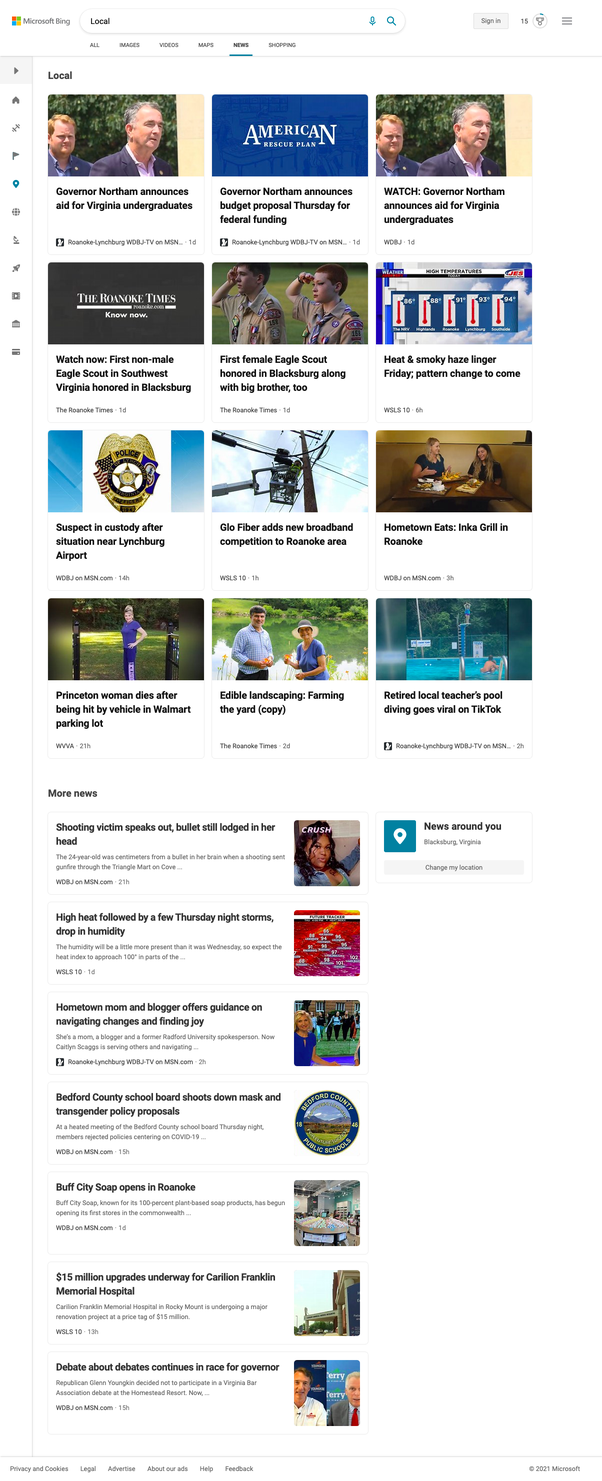 Microsoft Bing
Local
Sign in
15
ALL IMAGES VIDEOS MAPS NEWS SHOPPING
Local
AMERICAN
RESCUE PLAN
Governor Northam announces
aid for Virginia undergraduates
Roanoke-Lynchburg WDBJ-TV on MSN... · 1d
Governor Northam announces
budget proposal Thursday for
federal funding
Roanoke-Lynchburg WDBJ-TV on MSN... · 1d
WATCH: Governor Northam
announces aid for Virginia
undergraduates
WDBJ · 1d
THE ROANOKE TIMES
roanoke.com
Know now.
Watch now: First non-male
Eagle Scout in Southwest
Virginia honored in Blacksburg
The Roanoke Times · 1d
First female Eagle Scout
honored in Blacksburg along
with big brother, too
The Roanoke Times · 1d
WEATHER
HIGH TEMPERATURES
86° 88° 91° 93° 94°
The NRV Highlands Roanoke Lynchburg Southside
Heat & smoky haze linger
Friday; pattern change to come
WSLS 10 · 6h
POLICE
Suspect in custody after
situation near Lynchburg
Airport
WDBJ on MSN.com · 14h
Glo Fiber adds new broadband
competition to Roanoke area
WSLS 10 · 1h
Hometown Eats: Inka Grill in
Roanoke
WDBJ on MSN.com · 3h
Princeton woman dies after
being hit by vehicle in Walmart
parking lot
WVVA · 21h
Edible landscaping: Farming
the yard (copy)
The Roanoke Times · 2d
Retired local teacher's pool
diving goes viral on TikTok
Roanoke-Lynchburg WDBJ-TV on MSN... · 2h
More news
Shooting victim speaks out, bullet still lodged in her
head
The 24-year-old was centimeters from a bullet in her brain when a shooting sent
gunfire through the Triangle Mart on Cove ...
WDBJ on MSN.com · 21h
CRUSH
News around you
Blacksburg, Virginia
Change my location
High heat followed by a few Thursday night storms,
drop in humidity
The humidity will be a little more present than it was Wednesday, so expect the
heat index to approach 100° in parts of the ...
WSLS 10 · 1d
FUTURE TRACKER
Hometown mom and blogger offers guidance on
navigating changes and finding joy
She's a mom, a blogger and a former Radford University spokesperson. Now
Caitlyn Scaggs is serving others and navigating ...
Roanoke-Lynchburg WDBJ-TV on MSN.com · 2h
Bedford County school board shoots down mask and
transgender policy proposals
At a heated meeting of the Bedford County school board Thursday night,
members rejected policies centering on COVID-19 ...
WDBJ on MSN.com · 15h
BEDFORD COUNTY
18 46
PUBLIC SCHOOLS
Buff City Soap opens in Roanoke
Buff City Soap, known for its 100-percent plant-based soap products, has begun
opening its first stores in the commonwealth ...
WDBJ on MSN.com · 1d
$15 million upgrades underway for Carilion Franklin
Memorial Hospital
Carilion Franklin Memorial Hospital in Rocky Mount is undergoing a major
renovation project at a price tag of $15 million.
WSLS 10 · 13h
Debate about debates continues in race for governor
Republican Glenn Youngkin decided not to participate in a Virginia Bar
Association debate at the Homestead Resort. Now, ...
WDBJ on MSN.com · 15h
Terry
Privacy and Cookies Legal Advertise About our ads Help Feedback
© 2021 Microsoft